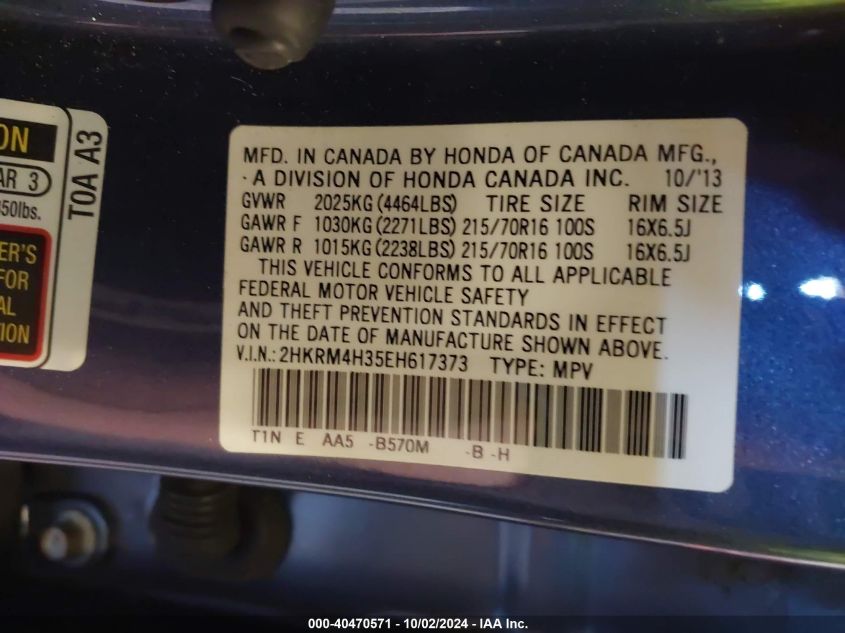 ON
AR 3
850lbs.
ER'S
FOR
AL
TION
T0A A3
MFD. IN CANADA BY HONDA OF CANADA MFG.,
A DIVISION OF HONDA CANADA INC. 10/'13
GVWR 2025KG (4464LBS) TIRE SIZE RIM SIZE
GAWR F 1030KG (2271LBS) 215/70R16 100S 16X6.5J
GAWR R 1015KG (2238LBS) 215/70R16 100S 16X6.5J
THIS VEHICLE CONFORMS TO ALL APPLICABLE
FEDERAL MOTOR VEHICLE SAFETY
AND THEFT PREVENTION STANDARDS IN EFFECT
ON THE DATE OF MANUFACTURE SHOWN ABOVE.
V.I.N.: 2HKRM4H35EH617373 TYPE: MPV
T1N E AA5 -B570M -B -H
000-40470571 - 10/02/2024 - IAA Inc.